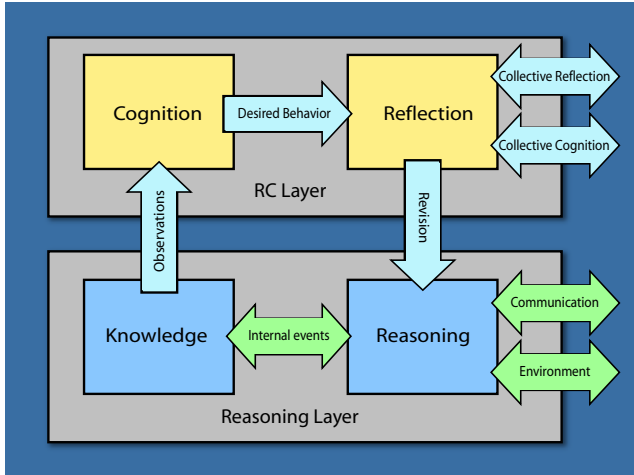 Cognition
Desired Behavior
Reflection
Collective Reflection
Collective Cognition
RC Layer
Observations
Revision
Knowledge
Internal events
Reasoning
Communication
Environment
Reasoning Layer